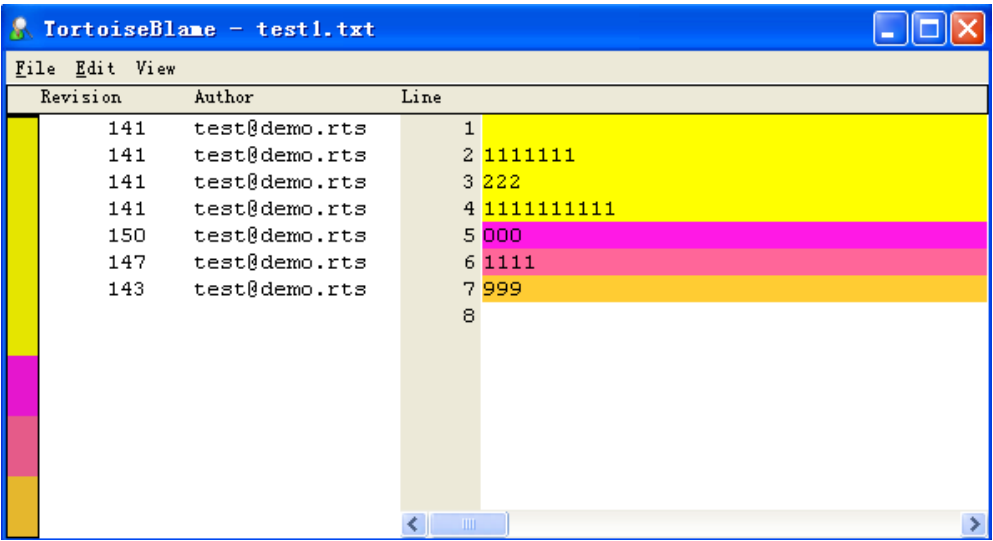 TortoiseBlame - test1.txt
File Edit View
Revision Author Line
141 test@demo.rts 1
141 test@demo.rts 2 1111111
141 test@demo.rts 3 222
141 test@demo.rts 4 1111111111
150 test@demo.rts 5 000
147 test@demo.rts 6 1111
143 test@demo.rts 7 999
8